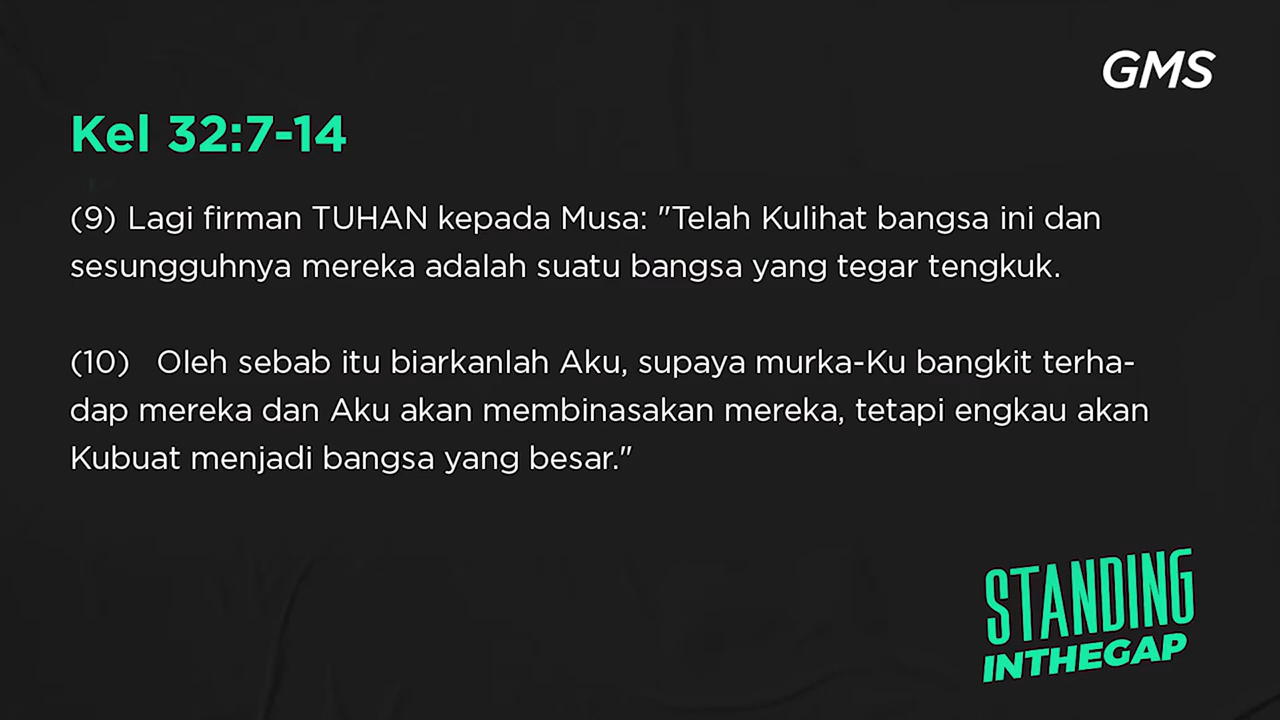 GMS
Kel 32:7-14
(9) Lagi firman TUHAN kepada Musa: "Telah Kulihat bangsa ini dan
sesungguhnya mereka adalah suatu bangsa yang tegar tengkuk.
(10) Oleh sebab itu biarkanlah Aku, supaya murka-Ku bangkit terha-
dap mereka dan Aku akan membinasakan mereka, tetapi engkau akan
Kubuat menjadi bangsa yang besar."
STANDING
INTHEGAP